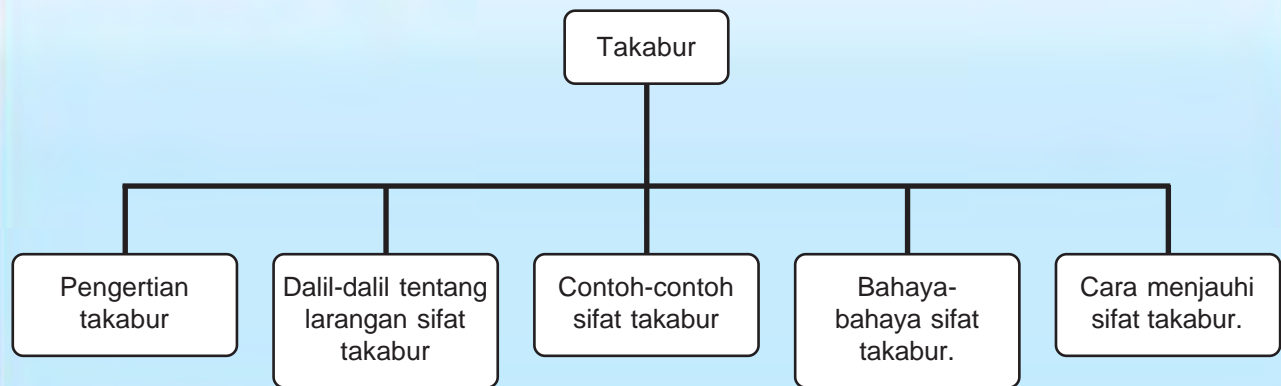 Takabur
Pengertian
takabur
Dalil-dalil tentang
larangan sifat
takabur
Contoh-contoh
sifat takabur
Bahaya-
bahaya sifat
takabur.
Cara menjauhi
sifat takabur.